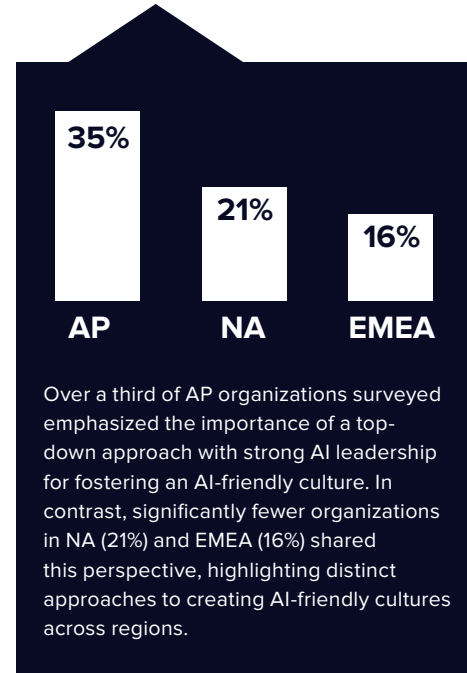 35%
21%
16%
AP
NA
EMEA
Over a third of AP organizations surveyed
emphasized the importance of a top-
down approach with strong AI leadership
for fostering an AI-friendly culture. In
contrast, significantly fewer organizations
in NA (21%) and EMEA (16%) shared
this perspective, highlighting distinct
approaches to creating AI-friendly cultures
across regions.